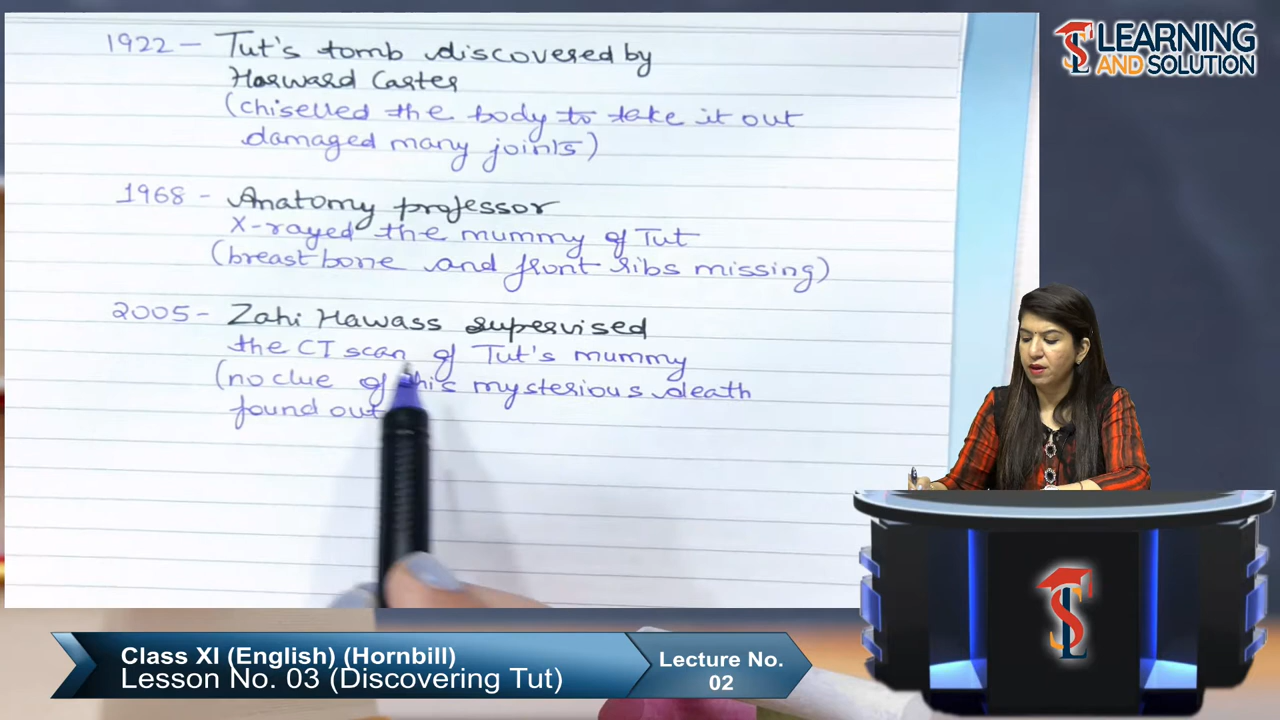 1922 - Tut's tomb discovered by
Harward Carter
(chiselled the body to take it out
damaged many joints)
1968 - Anatomy professor
X-rayed the mummy of Tut
(breastbone and front ribs missing)
2005 - Zahi Hawass supervised
the CT scan of Tut's mummy
(no clue of his mysterious death
found out
LEARNING
AND SOLUTION
Class XI (English) (Hornbill)
Lesson No. 03 (Discovering Tut)
Lecture No.
02